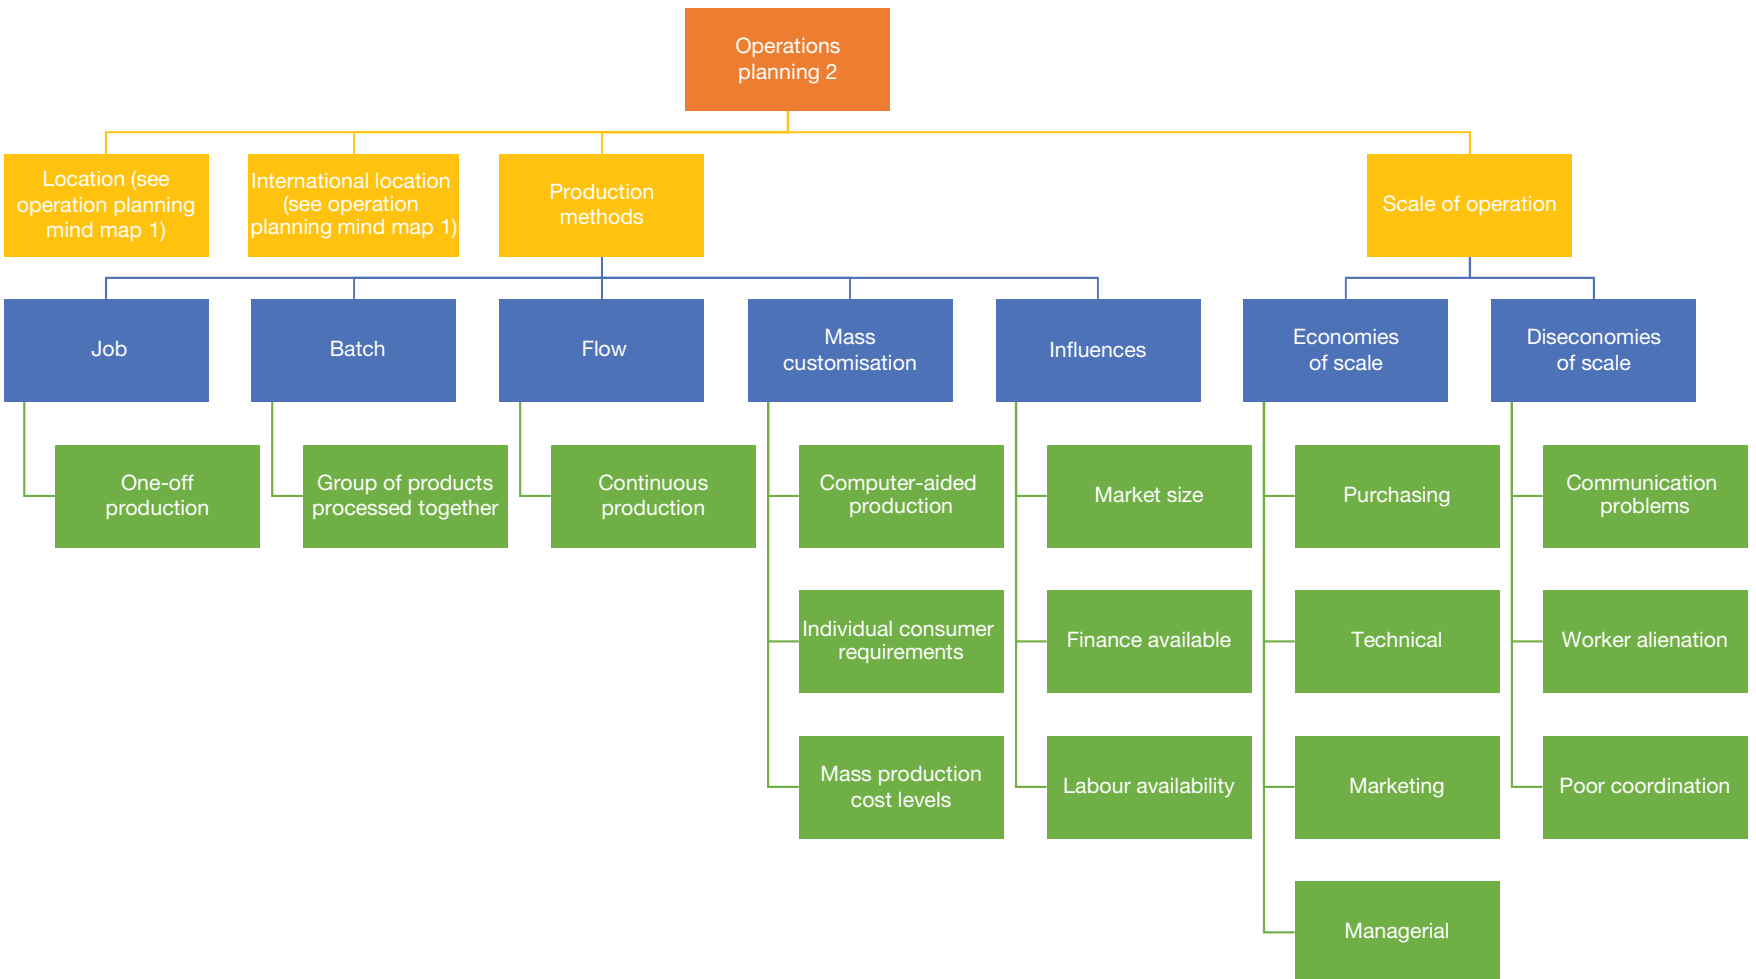 Operations
planning 2
Location (see
operation planning
mind map 1)
International location
(see operation
planning mind map 1)
Production
methods
Scale of operation
Job
Batch
Flow
Mass
customisation
Influences
Economies
of scale
Diseconomies
of scale
One-off
production
Group of products
processed together
Continuous
production
Computer-aided
production
Market size
Purchasing
Communication
problems
Individual consumer
requirements
Finance available
Technical
Worker alienation
Mass production
cost levels
Labour availability
Marketing
Poor coordination
Managerial